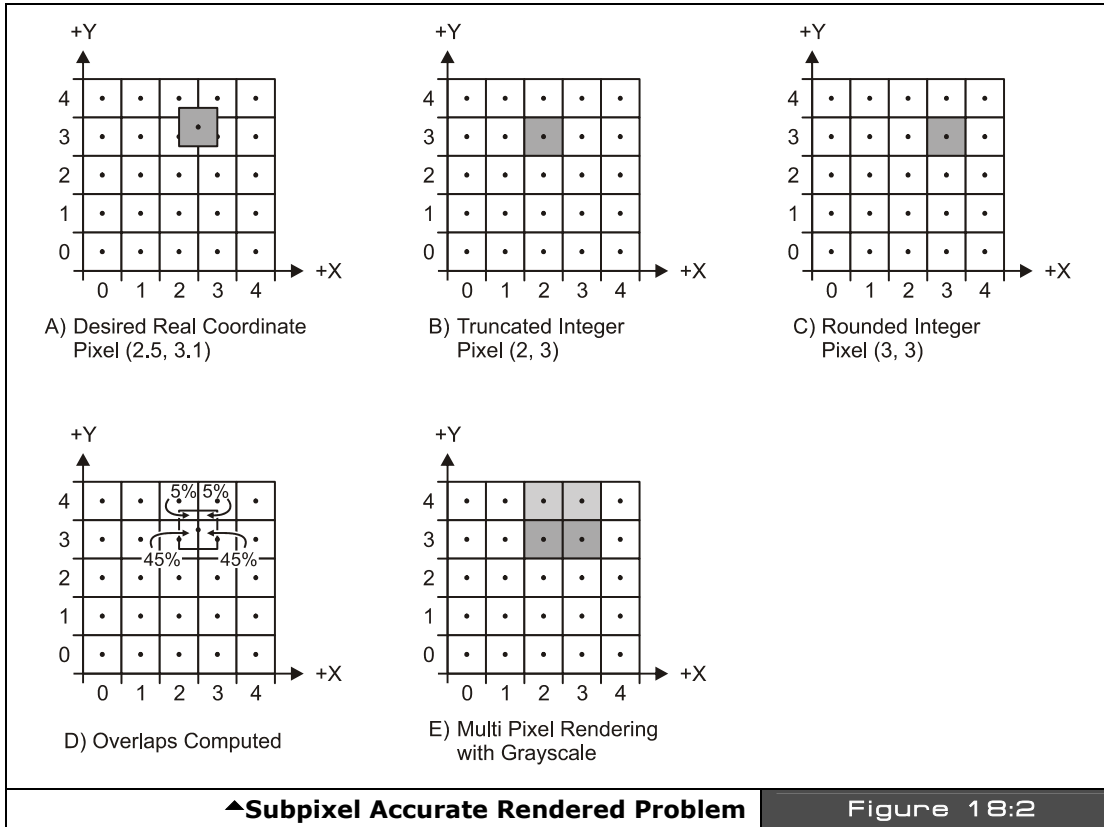 +Y
4
3
2
1
0
+X
0 1 2 3 4
A) Desired Real Coordinate
Pixel (2.5, 3.1)
+Y
4
3
2
1
0
+X
0 1 2 3 4
B) Truncated Integer
Pixel (2, 3)
+Y
4
3
2
1
0
+X
0 1 2 3 4
C) Rounded Integer
Pixel (3, 3)
+Y
4
5% 5%
3
45% 45%
2
1
0
+X
0 1 2 3 4
D) Overlaps Computed
+Y
4
3
2
1
0
+X
0 1 2 3 4
E) Multi Pixel Rendering
with Grayscale
Subpixel Accurate Rendered Problem
Figure 18:2